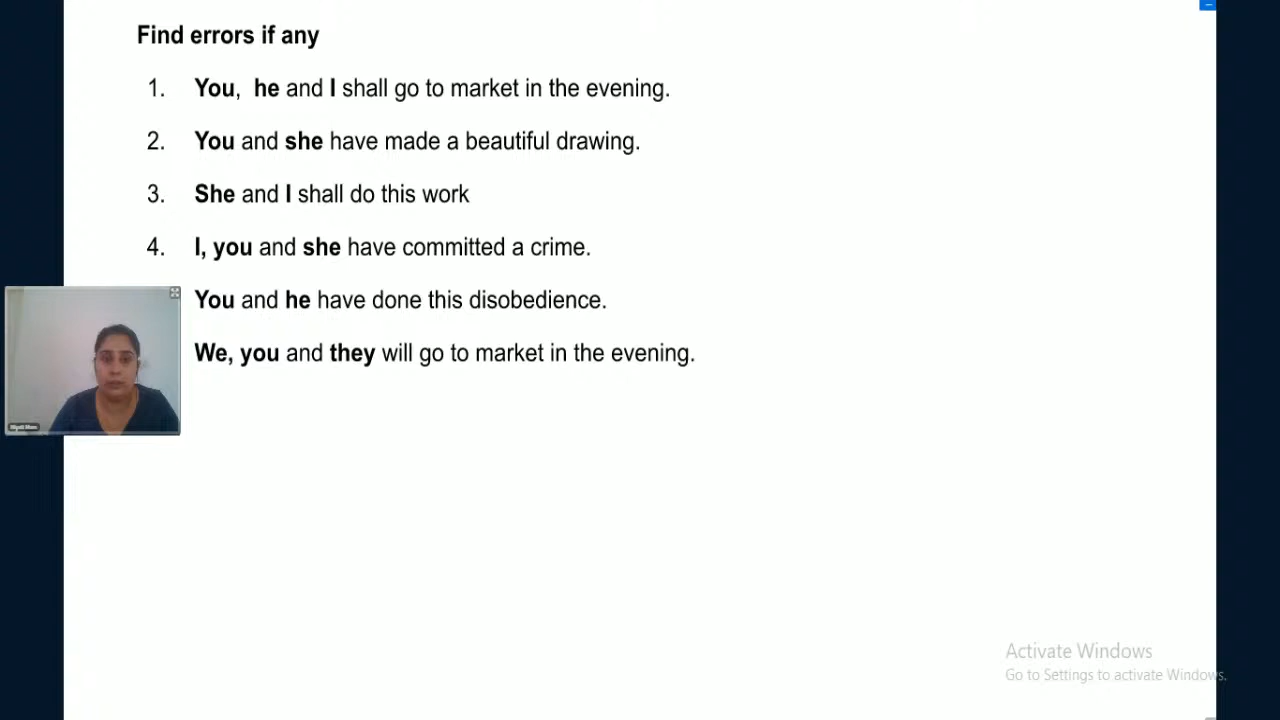 Find errors if any
1. You, he and I shall go to market in the evening.
2. You and she have made a beautiful drawing.
3. She and I shall do this work
4. I, you and she have committed a crime.
You and he have done this disobedience.
We, you and they will go to market in the evening.
Activate Windows
Go to Settings to activate Windows.